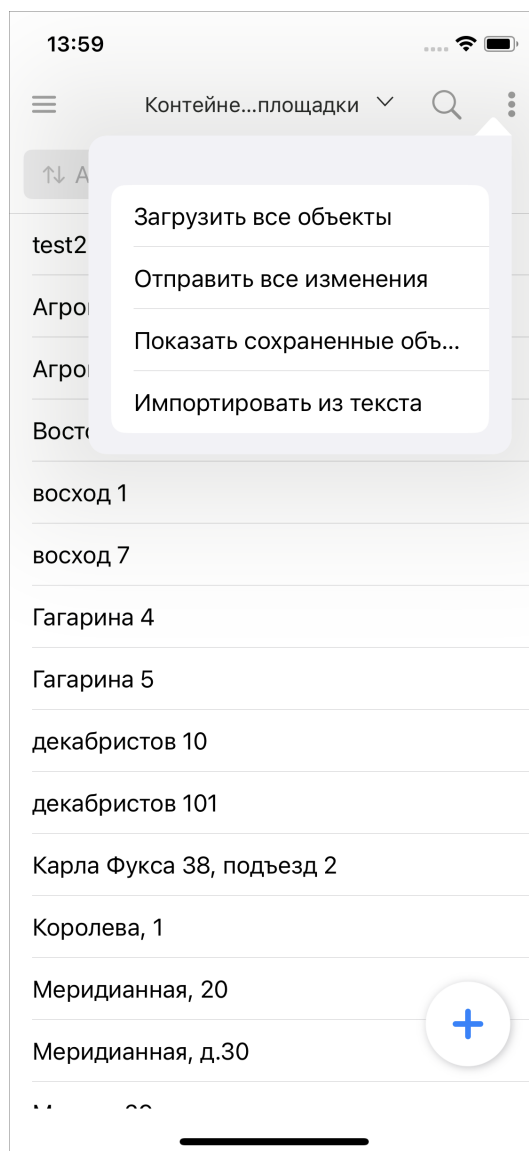 13:59
Контейне...площадки
Загрузить все объекты
Отправить все изменения
Показать сохраненные объ...
Импортировать из текста
test2
восход 1
восход 7
Гагарина 4
Гагарина 5
декабристов 10
декабристов 101
Карла Фукса 38, подъезд 2
Королева, 1
Меридианная, 20
Меридианная, д.30